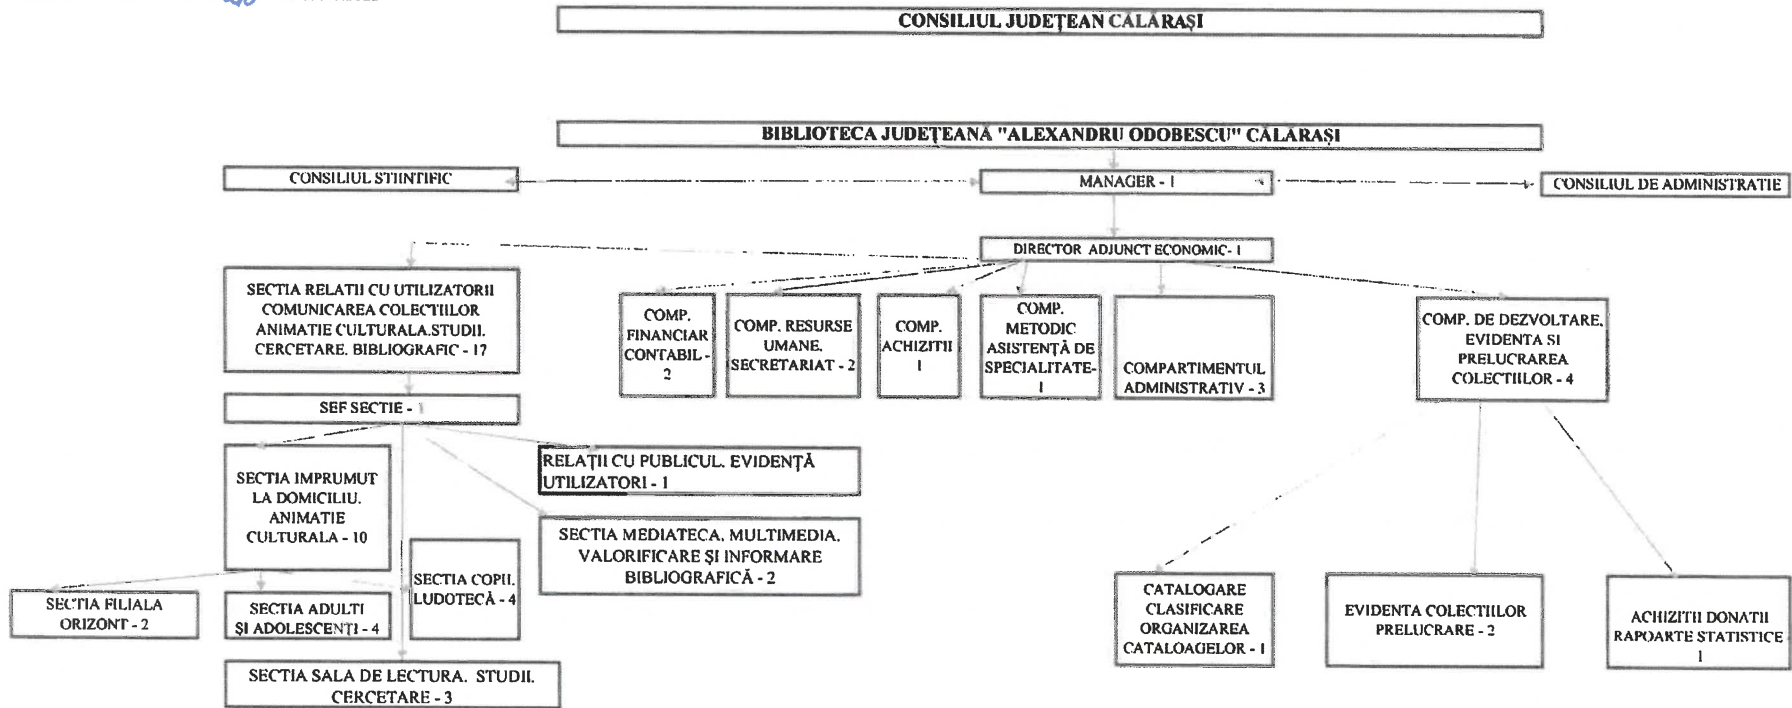 CONSILIUL JUDEȚEAN CĂLĂRAȘI
BIBLIOTECA JUDEȚEANĂ "ALEXANDRU ODOBESCU" CĂLĂRAȘI
CONSILIUL STIINTIFIC
MANAGER - 1
CONSILIUL DE ADMINISTRATIE
DIRECTOR ADJUNCT ECONOMIC- 1
SECTIA RELATII CU UTILIZATORII
COMUNICAREA COLECTIILOR
ANIMATIE CULTURALA.STUDII.
CERCETARE. BIBLIOGRAFIC - 17
COMP.
FINANCIAR
CONTABIL -
2
COMP. RESURSE
UMANE.
SECRETARIAT - 2
COMP.
ACHIZITII
1
COMP.
METODIC
ASISTENȚĂ DE
SPECIALITATE-
1
COMPARTIMENTUL
ADMINISTRATIV - 3
COMP. DE DEZVOLTARE.
EVIDENTA SI
PRELUCRAREA
COLECTIILOR - 4
SEF SECTIE - 1
SECTIA IMPRUMUT
LA DOMICILIU.
ANIMATIE
CULTURALA - 10
RELAȚII CU PUBLICUL. EVIDENȚĂ
UTILIZATORI - 1
SECTIA MEDIATECA. MULTIMEDIA.
VALORIFICARE ȘI INFORMARE
BIBLIOGRAFICĂ - 2
SECTIA COPII.
LUDOTECĂ - 4
SECTIA FILIALA
ORIZONT - 2
SECTIA ADULTI
ȘI ADOLESCENȚI - 4
SECTIA SALA DE LECTURA. STUDII.
CERCETARE - 3
CATALOGARE
CLASIFICARE
ORGANIZAREA
CATALOAGELOR - 1
EVIDENTA COLECTIILOR
PRELUCRARE - 2
ACHIZITII DONATII
RAPOARTE STATISTICE -
1